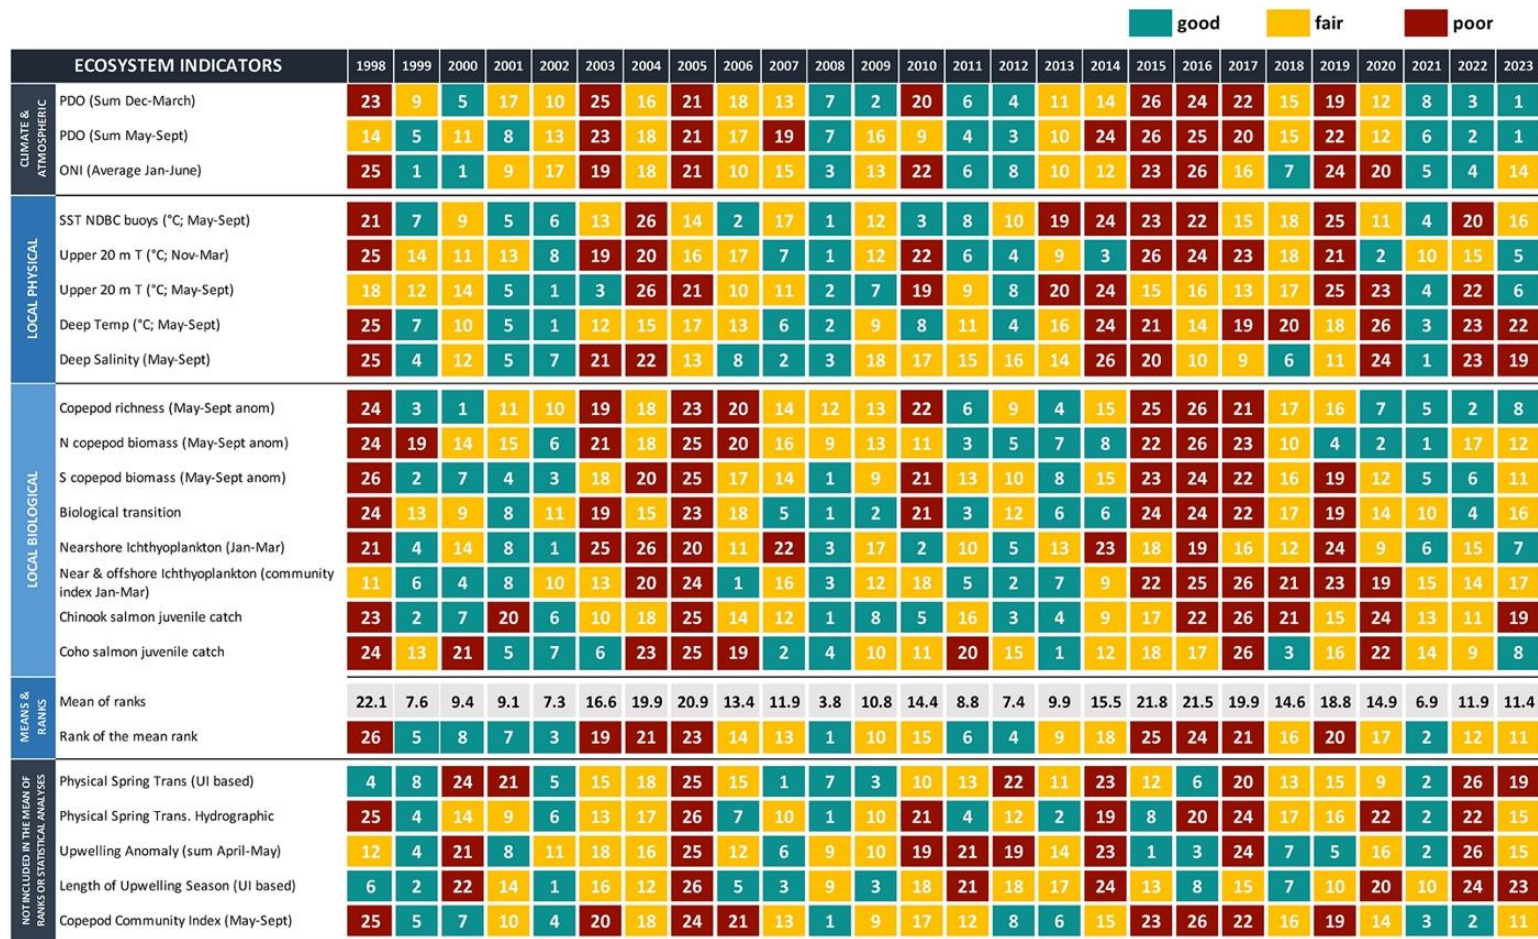 good fair poor
ECOSYSTEM INDICATORS 1998 1999 2000 2001 2002 2003 2004 2005 2006 2007 2008 2009 2010 2011 2012 2013 2014 2015 2016 2017 2018 2019 2020 2021 2022 2023
CLIMATE &
ATMOSPHERIC
PDO (Sum Dec-March) 23 9 5 17 10 25 16 21 18 13 7 2 20 6 4 11 14 26 24 22 15 19 12 8 3 1
PDO (Sum May-Sept) 14 5 11 8 13 23 18 21 17 19 7 16 9 4 3 10 24 26 25 20 15 22 12 6 2 1
ONI (Average Jan-June) 25 1 1 9 17 19 18 21 10 15 3 13 22 6 8 10 12 23 26 16 7 24 20 5 4 14
LOCAL PHYSICAL
SST NDBC buoys (°C; May-Sept) 21 7 9 5 6 13 26 14 2 17 1 12 3 8 10 19 24 23 22 15 18 25 11 4 20 16
Upper 20 m T (°C; Nov-Mar) 25 14 11 13 8 19 20 16 17 7 1 12 22 6 4 9 3 26 24 23 18 21 2 10 15 5
Upper 20 m T (°C; May-Sept) 18 12 14 5 1 3 26 21 10 11 2 7 19 9 8 20 24 15 16 13 17 25 23 4 22 6
Deep Temp (°C; May-Sept) 25 7 10 5 1 12 15 17 13 6 2 9 8 11 4 16 24 21 14 19 20 18 26 3 23 22
Deep Salinity (May-Sept) 25 4 12 5 7 21 22 13 8 2 3 18 17 15 16 14 26 20 10 9 6 11 24 1 23 19
LOCAL BIOLOGICAL
Copepod richness (May-Sept anom) 24 3 1 11 10 19 18 23 20 14 12 13 22 6 9 4 15 25 26 21 17 16 7 5 2 8
N copepod biomass (May-Sept anom) 24 19 14 15 6 21 18 25 20 16 9 13 11 3 5 7 8 22 26 23 10 4 2 1 17 12
S copepod biomass (May-Sept anom) 26 2 7 4 3 18 20 25 17 14 1 9 21 13 10 8 15 23 24 22 16 19 12 5 6 11
Biological transition 24 13 9 8 11 19 15 23 18 5 1 2 21 3 12 6 6 24 24 22 17 19 14 10 4 16
Nearshore Ichthyoplankton (Jan-Mar) 21 4 14 8 1 25 26 20 11 22 3 17 2 10 5 13 23 18 19 16 12 24 9 6 15 7
Near & offshore Ichthyoplankton (community
index Jan-Mar) 11 6 4 8 10 13 20 24 1 16 3 12 18 5 2 7 9 22 25 26 21 23 19 15 14 17
Chinook salmon juvenile catch 23 2 7 20 6 10 18 25 14 12 1 8 5 16 3 4 9 17 22 26 21 15 24 13 11 19
Coho salmon juvenile catch 24 13 21 5 7 6 23 25 19 2 4 10 11 20 15 1 12 18 17 26 3 16 22 14 9 8
MEANS &
RANKS
Mean of ranks 22.1 7.6 9.4 9.1 7.3 16.6 19.9 20.9 13.4 11.9 3.8 10.8 14.4 8.8 7.4 9.9 15.5 21.8 21.5 19.9 14.6 18.8 14.9 6.9 11.9 11.4
Rank of the mean rank 26 5 8 7 3 19 21 23 14 13 1 10 15 6 4 9 18 25 24 21 16 20 17 2 12 11
NOT INCLUDED IN THE MEAN OF
RANKS OR STATISTICAL ANALYSES
Physical Spring Trans (UI based) 4 8 24 21 5 15 18 25 15 1 7 3 10 13 22 11 23 12 6 20 13 15 9 2 26 19
Physical Spring Trans. Hydrographic 25 4 14 9 6 13 17 26 7 10 1 10 21 4 12 2 19 8 20 24 17 16 22 2 22 15
Upwelling Anomaly (sum April-May) 12 4 21 8 11 18 16 25 12 6 9 10 19 21 19 14 23 1 3 24 7 5 16 2 26 15
Length of Upwelling Season (UI based) 6 2 22 14 1 16 12 26 5 3 9 3 18 21 18 17 24 13 8 15 7 10 20 10 24 23
Copepod Community Index (May-Sept) 25 5 7 10 4 20 18 24 21 13 1 9 17 12 8 6 15 23 26 22 16 19 14 3 2 11